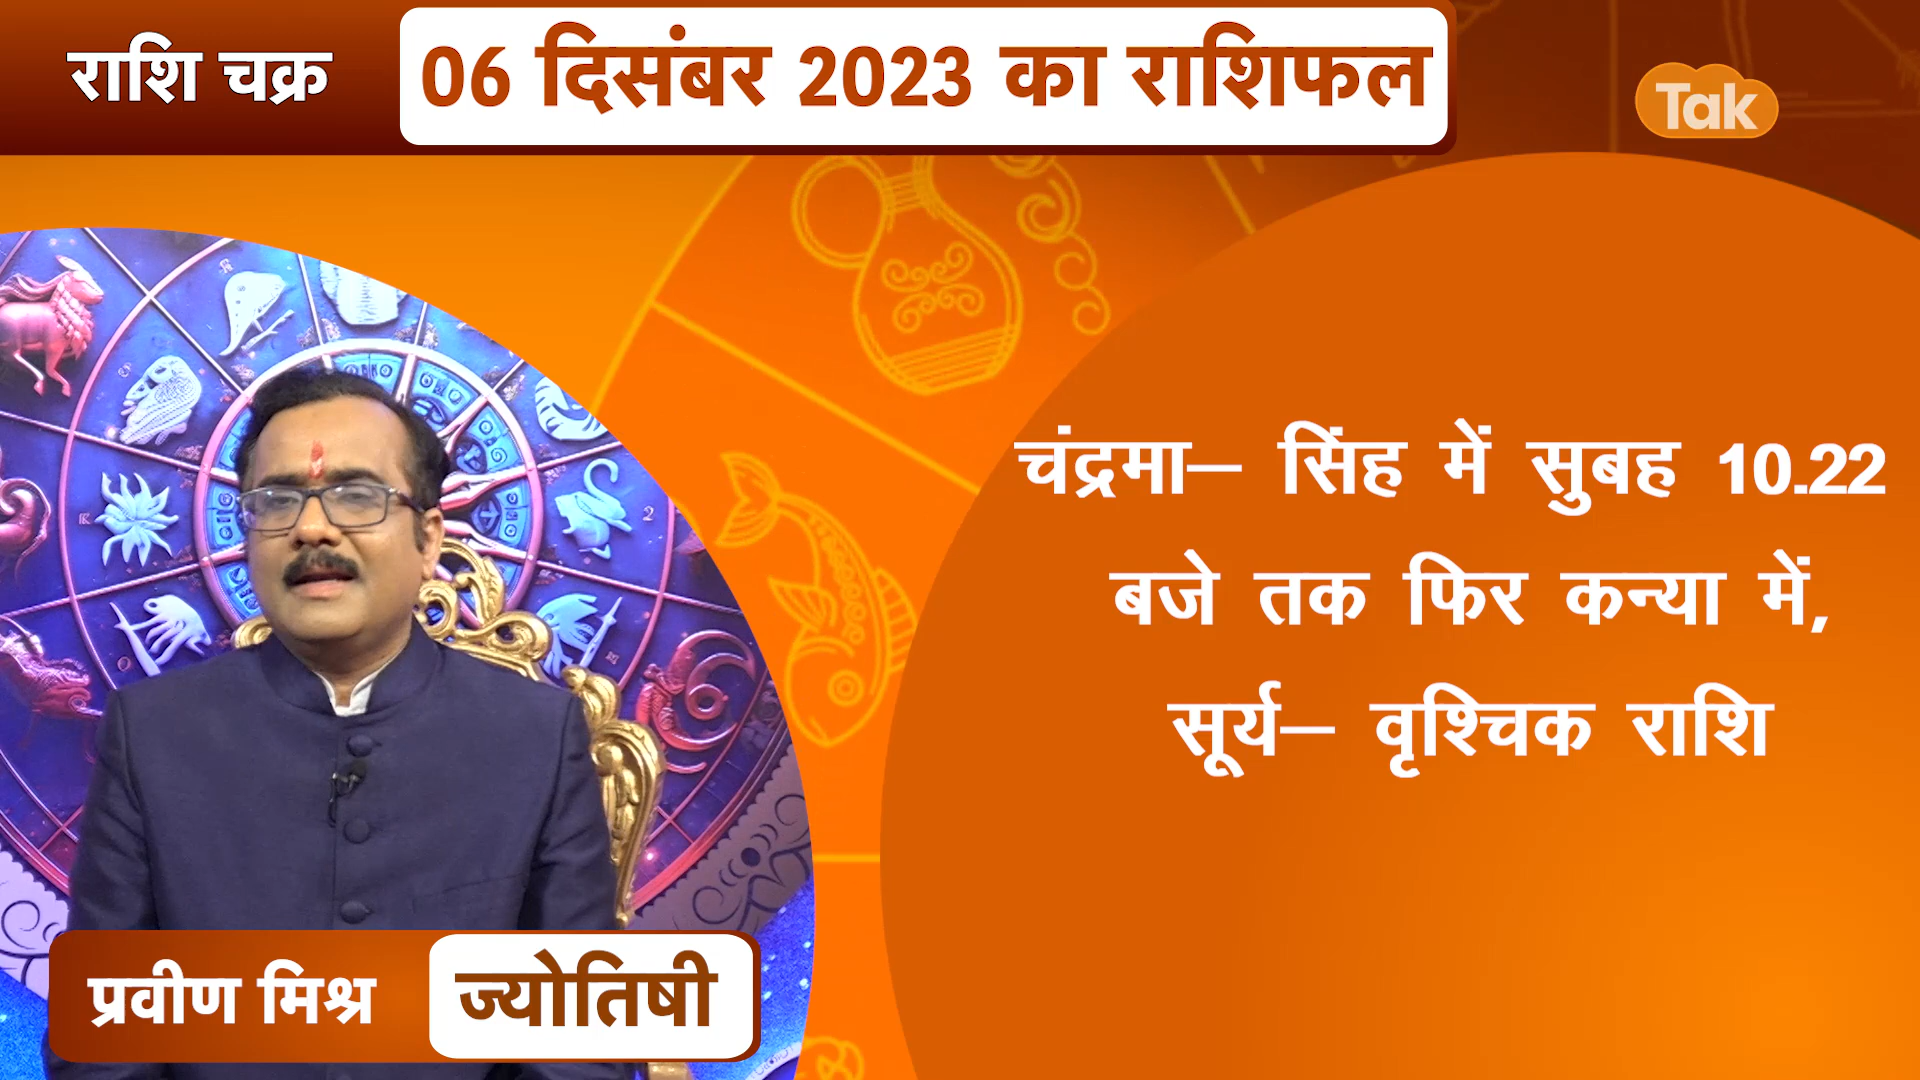 राशि चक्र
06 दिसंबर 2023 का राशिफल
Tak
चंद्रमा– सिंह में सुबह 10.22
बजे तक फिर कन्या में,
सूर्य– वृश्चिक राशि
प्रवीण मिश्र
ज्योतिषी